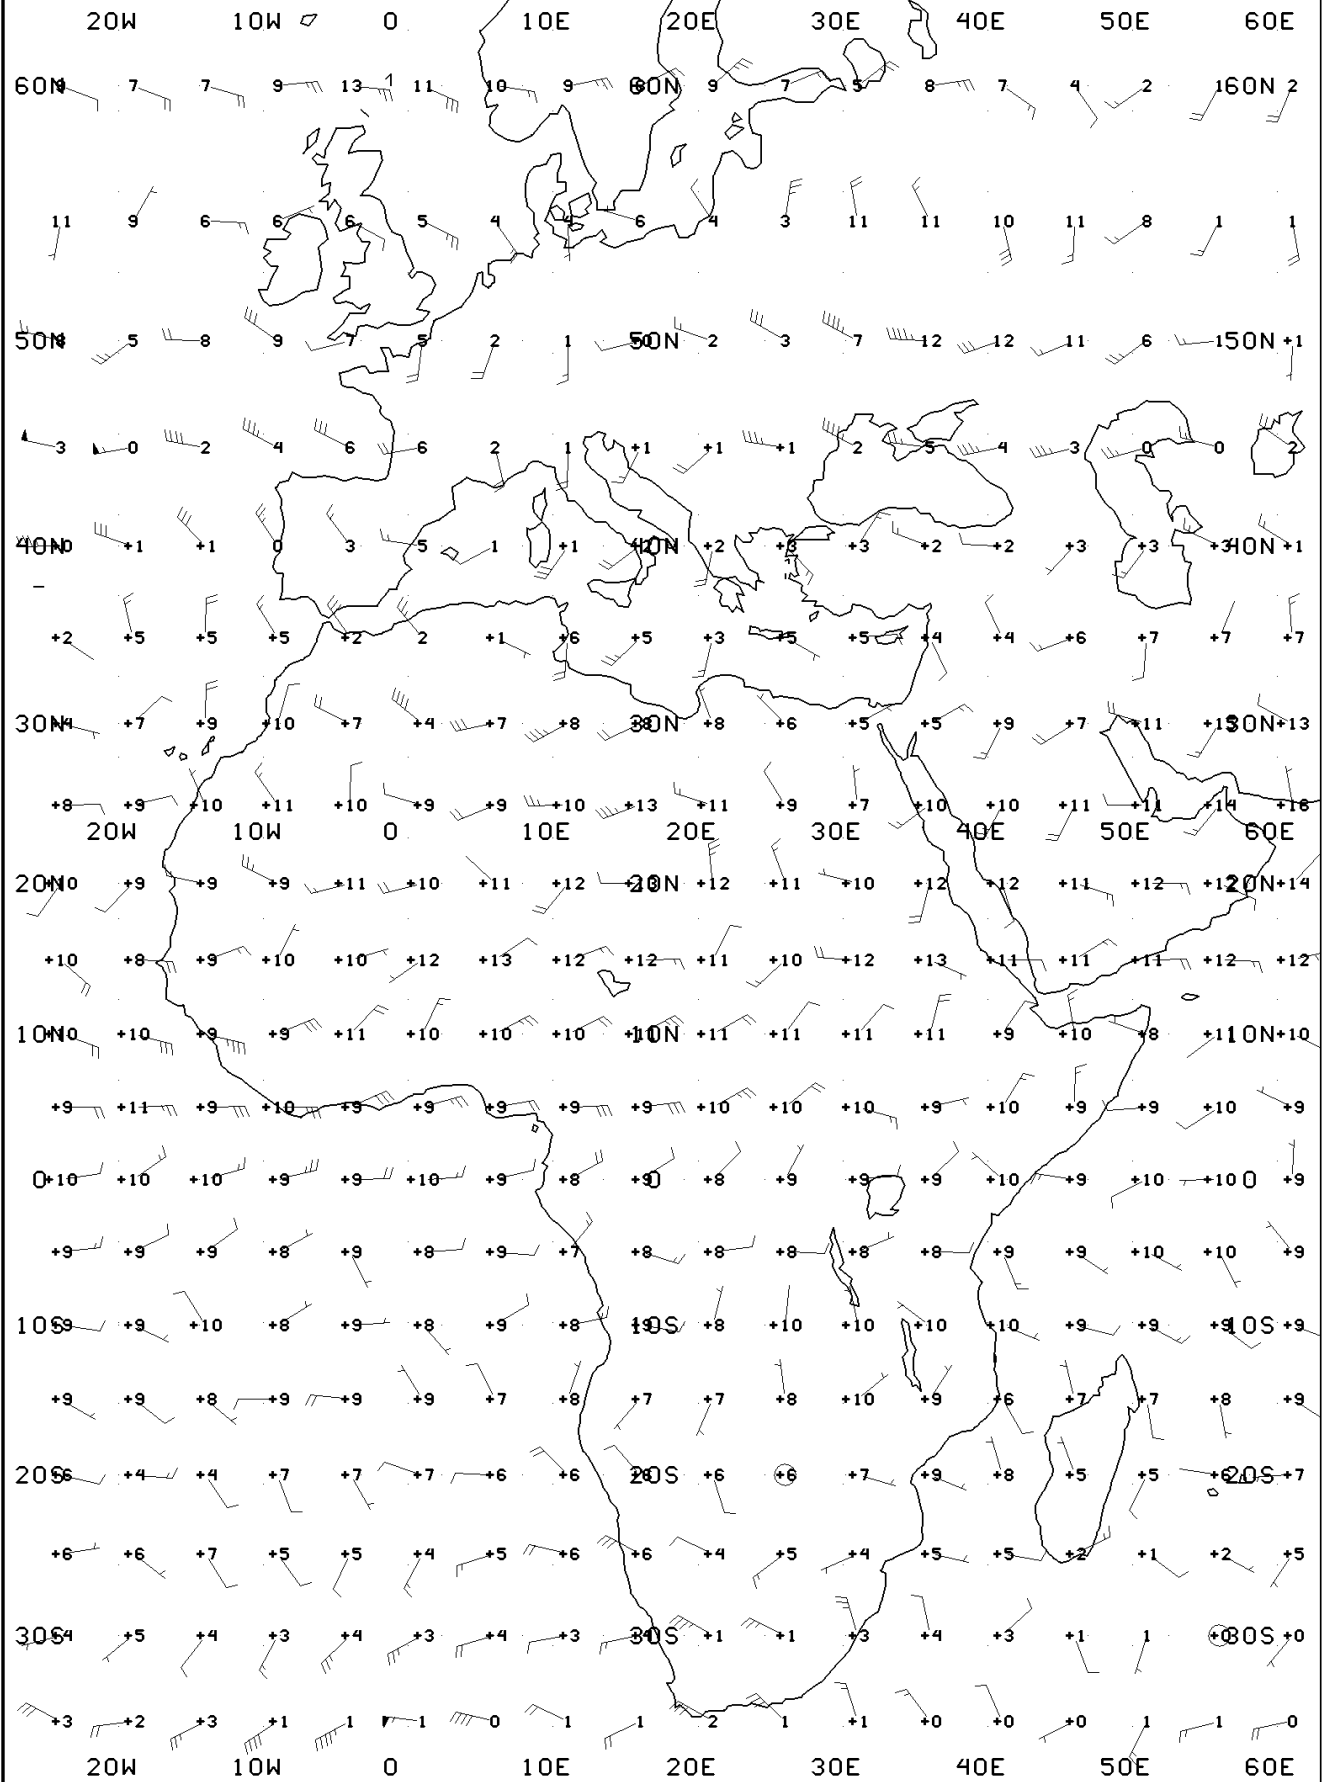 20W 10W 0 10E 20E 30E 40E 50E 60E
60N 7 7 9 13 11 10 9 60N 9 7 5 8 7 4 2 60N 2
11 9 6 6 6 5 4 4 6 4 3 11 11 10 11 8 1 1
50N 5 8 9 7 5 2 1 50N 2 3 7 12 12 11 6 50N +1
3 0 2 4 6 6 2 1 +1 +1 +1 2 5 4 3 0 0 2
40N +1 +1 0 3 5 1 +1 40N +2 +3 +3 +2 +2 +3 +3 40N +1
+2 +5 +5 +5 +2 2 +1 +6 +5 +3 +5 +5 +4 +4 +6 +7 +7 +7
30N +7 +9 +10 +7 +4 +7 +8 30N +8 +6 +5 +5 +9 +7 +11 30N +13
+8 +9 +10 +11 +10 +9 +9 +10 +13 +11 +9 +7 +10 +10 +11 +11 +14 +16
20W 10W 0 10E 20E 30E 40E 50E 60E
20N +9 +9 +9 +11 +10 +11 +12 20N +12 +11 +10 +12 +12 +11 +12 20N +14
+10 +8 +9 +10 +10 +12 +13 +12 +12 +11 +10 +12 +13 +11 +11 +11 +12 +12
10N +10 +9 +9 +11 +10 +10 +10 10N +11 +11 +11 +11 +9 +10 +8 10N +10
+9 +11 +9 +10 +9 +9 +9 +9 +9 +10 +10 +10 +9 +10 +9 +9 +10 +9
0 +10 +10 +10 +9 +9 +10 +9 +8 +9 0 +8 +9 +9 +9 +10 +9 +10 +10 0 +9
+9 +9 +9 +8 +9 +8 +9 +7 +8 +8 +8 +8 +8 +9 +9 +10 +10 +9
10S +9 +9 +10 +8 +9 +8 +9 +8 10S +8 +10 +10 +10 +10 +9 +9 +9 10S +9
+9 +9 +8 +9 +9 +9 +7 +8 +7 +7 +8 +10 +9 +6 +7 +7 +8 +9
20S +4 +4 +7 +7 +7 +6 +6 20S +6 +6 +7 +9 +8 +5 +5 +6 20S +7
+6 +6 +7 +5 +5 +4 +5 +6 +6 +4 +5 +4 +5 +5 +2 +1 +2 +5
30S +5 +4 +3 +4 +3 +4 +3 30S +1 +1 +3 +4 +3 +1 1 +0 30S +0
+3 +2 +3 +1 1 1 0 1 1 2 1 +1 +0 +0 +0 1 1 0
20W 10W 0 10E 20E 30E 40E 50E 60E